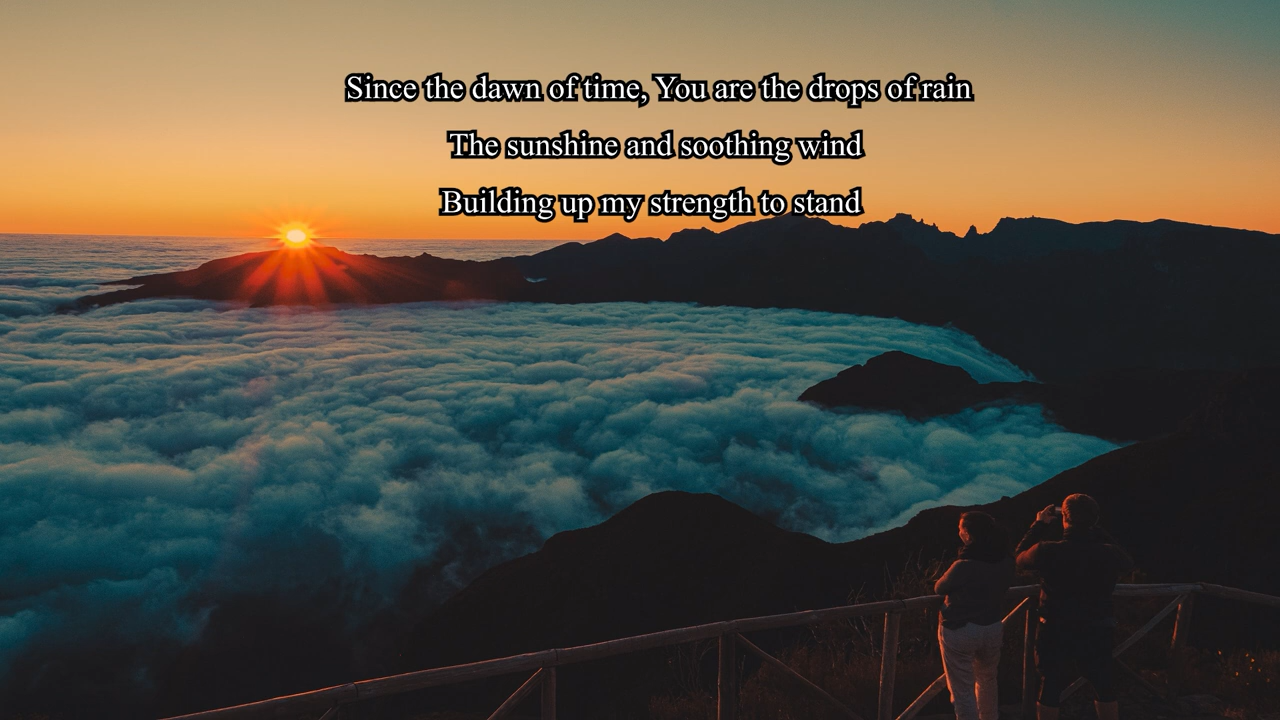 Since the dawn of time, You are the drops of rain
The sunshine and soothing wind
Building up my strength to stand